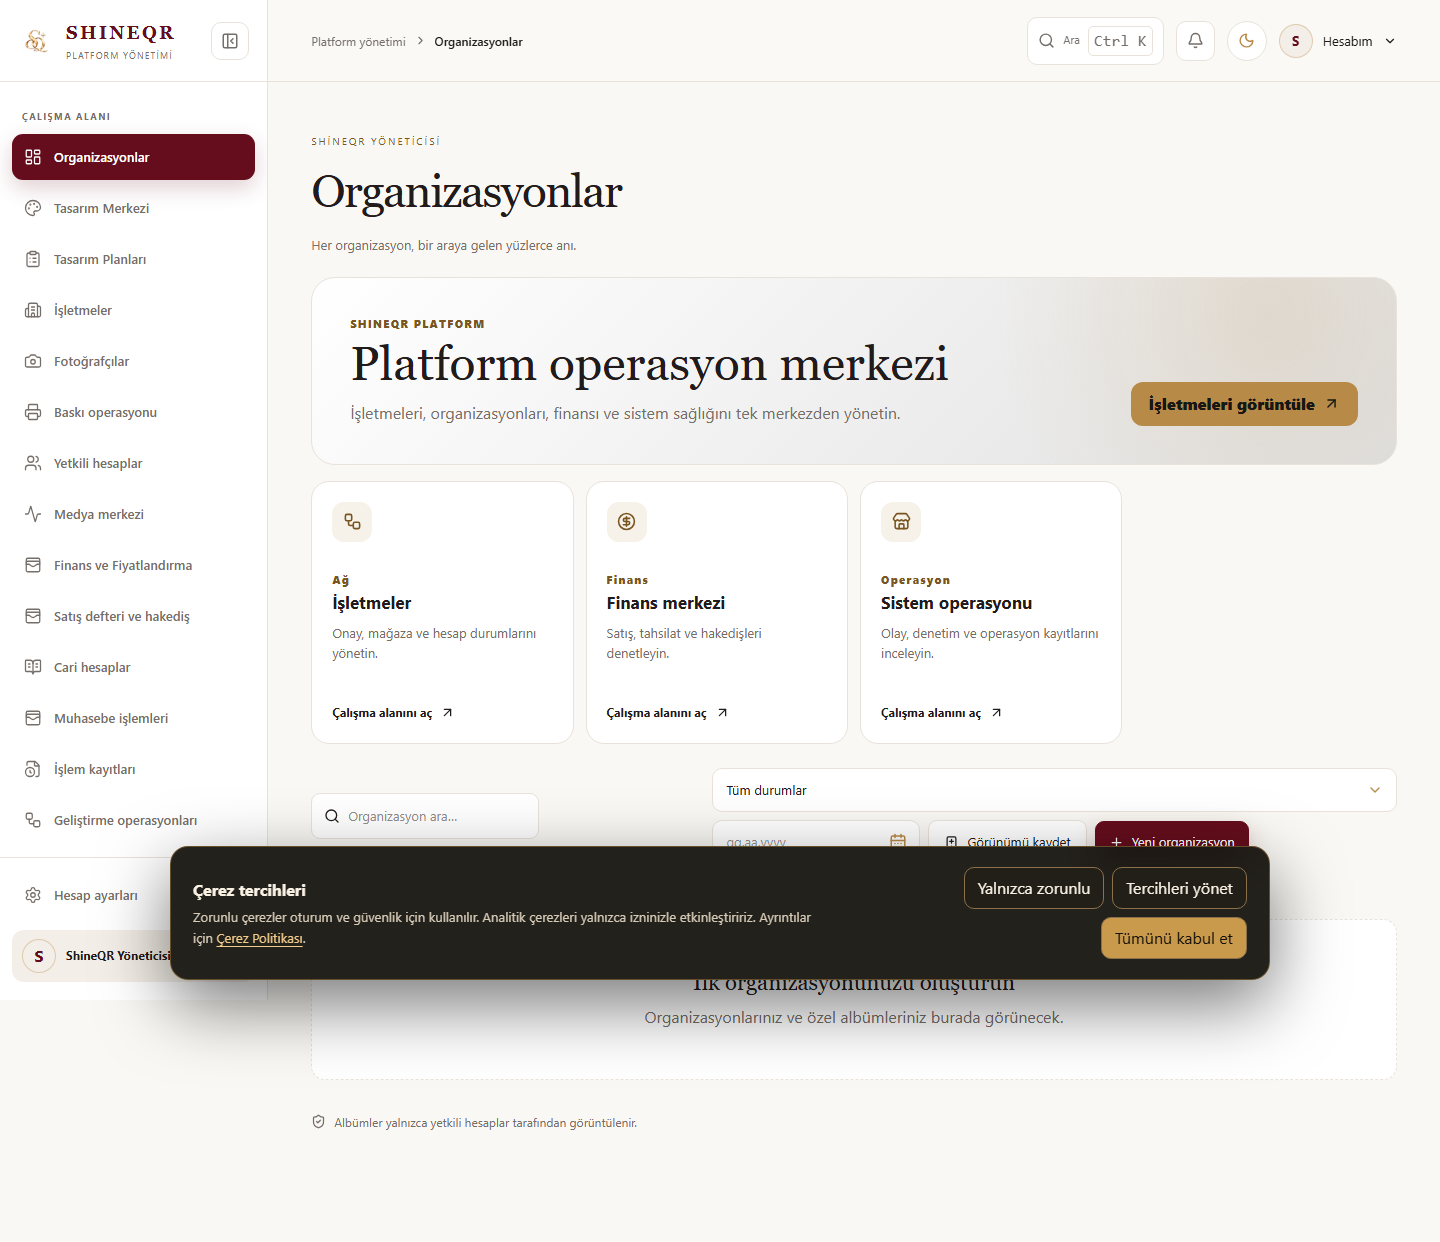 SHINEQR
PLATFORM YÖNETİMİ
Platform yönetimi
Organizasyonlar
Ara
Ctrl K
S
Hesabım
ÇALIŞMA ALANI
Organizasyonlar
Tasarım Merkezi
Tasarım Planları
İşletmeler
Fotoğrafçılar
Baskı operasyonu
Yetkili hesaplar
Medya merkezi
Finans ve Fiyatlandırma
Satış defteri ve hakediş
Cari hesaplar
Muhasebe işlemleri
İşlem kayıtları
Geliştirme operasyonları
Hesap ayarları
S
ShineQR Yöneticisi
SHİNEQR YÖNETİCİSİ
Organizasyonlar
Her organizasyon, bir araya gelen yüzlerce anı.
SHINEQR PLATFORM
Platform operasyon merkezi
İşletmeleri, organizasyonları, finansı ve sistem sağlığını tek merkezden yönetin.
İşletmeleri görüntüle
Ağ
İşletmeler
Onay, mağaza ve hesap durumlarını
yönetin.
Çalışma alanını aç
Finans
Finans merkezi
Satış, tahsilat ve hakedişleri
denetleyin.
Çalışma alanını aç
Operasyon
Sistem operasyonu
Olay, denetim ve operasyon kayıtlarını
inceleyin.
Çalışma alanını aç
Organizasyon ara...
Tüm durumlar
gg.aa.yyyy
Görünümü kaydet
Yeni organizasyon
Çerez tercihleri
Zorunlu çerezler oturum ve güvenlik için kullanılır. Analitik çerezleri yalnızca izninizle etkinleştiririz. Ayrıntılar
için Çerez Politikası.
Yalnızca zorunlu
Tercihleri yönet
Tümünü kabul et
İlk organizasyonunuzu oluşturun
Organizasyonlarınız ve özel albümleriniz burada görünecek.
Albümler yalnızca yetkili hesaplar tarafından görüntülenir.